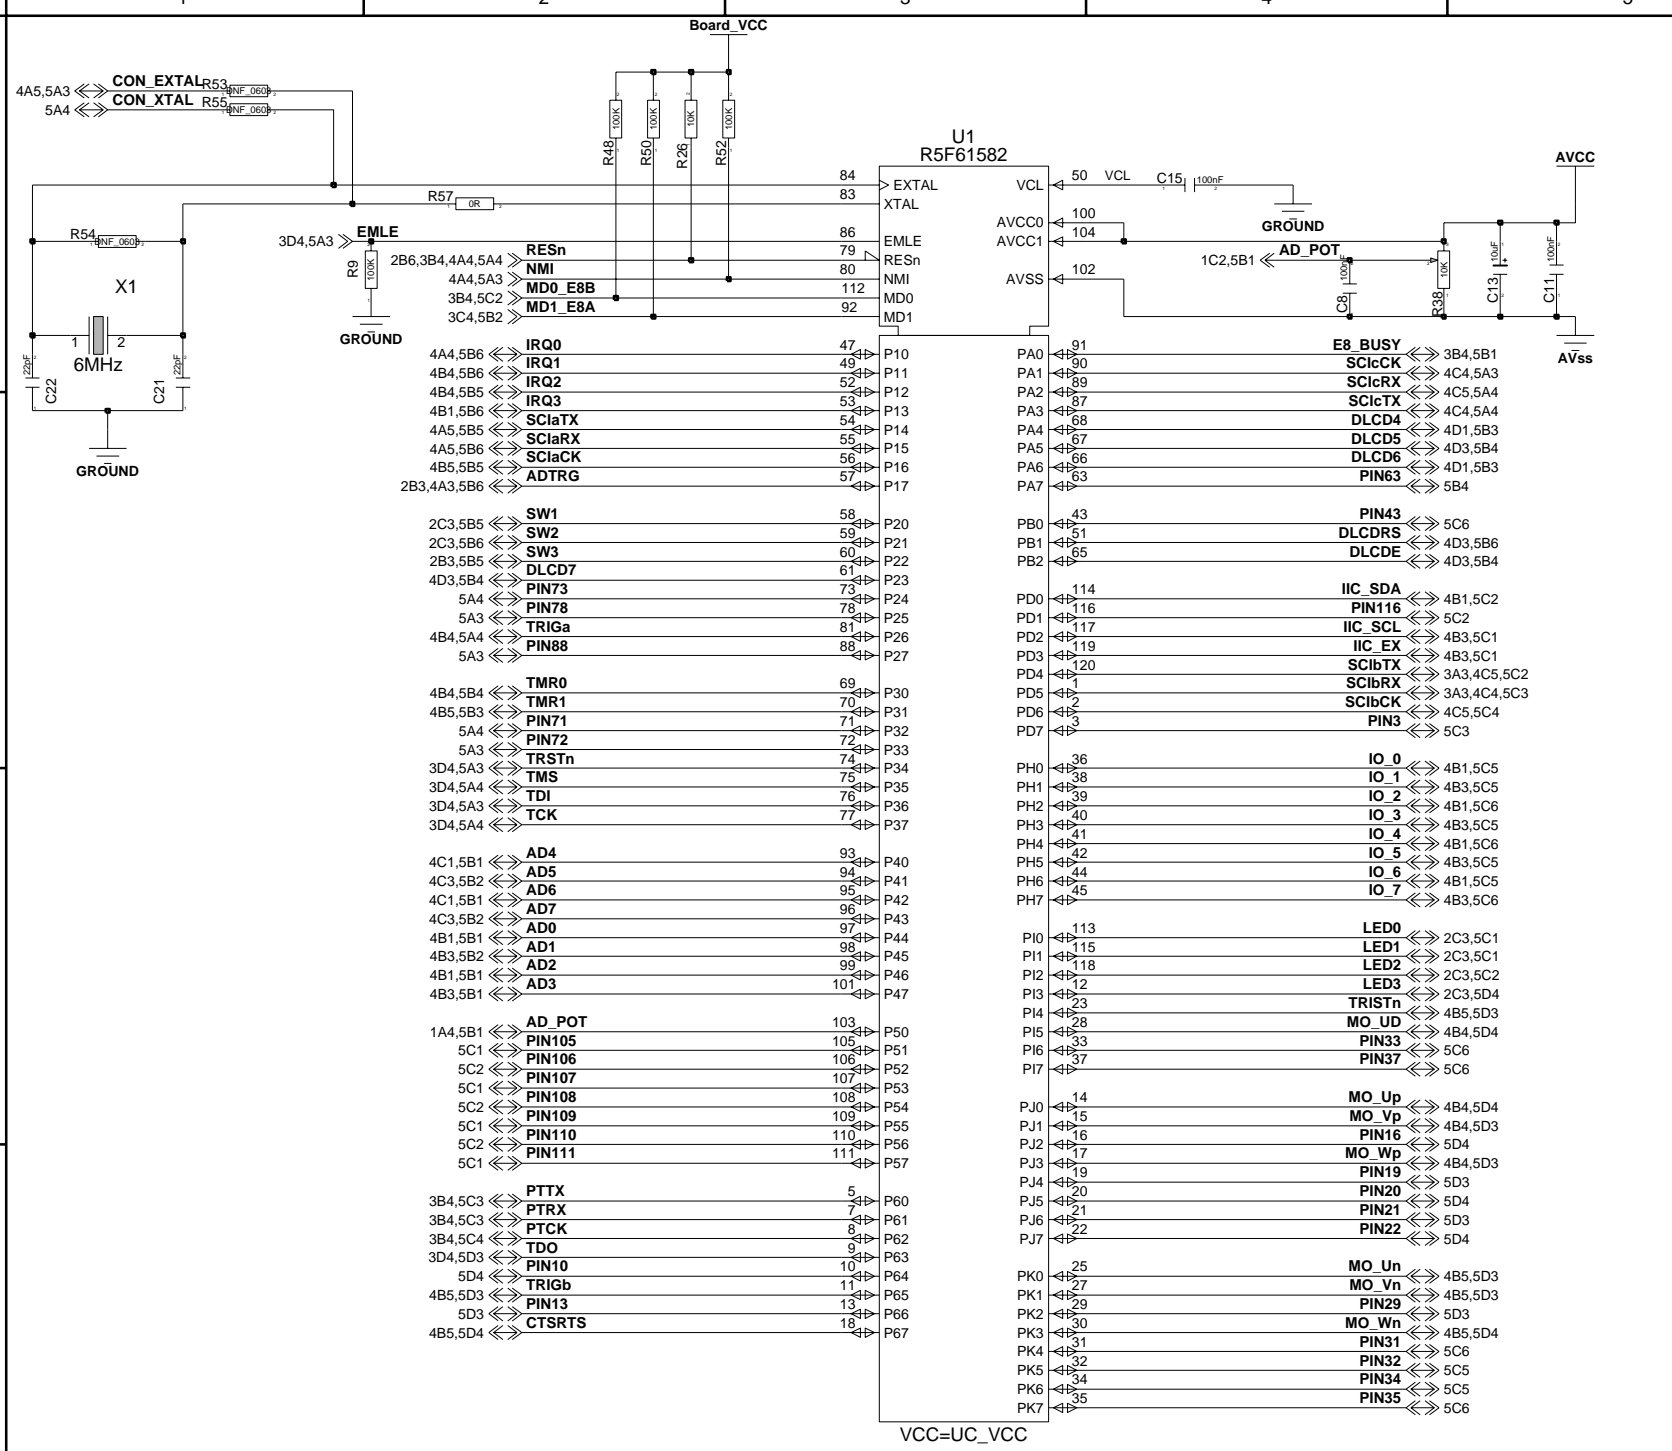 Board_VCC
4A5,5A3 CON_EXTAL R53 DNF_0603
5A4 CON_XTAL R55 DNF_0603
R48 100K
R50 100K
R26 10K
R52 100K
U1
R5F61582
AVCC
84 EXTAL VCL 50 VCL C15 100nF
R57 0R 83 XTAL
GROUND
AVCC0 100
R54 DNF_0603 3D4,5A3 EMLE 86 EMLE AVCC1 104
R9 100K
2B6,3B4,4A4,5A4 RESn 79 RESn 1C2,5B1 AD_POT
4A4,5A3 NMI 80 NMI AVSS 102
C8 100nF
R38 10K
C13 10uF
C11 100nF
X1
3B4,5C2 MD0_E8B 112 MD0
3C4,5B2 MD1_E8A 92 MD1
GROUND
AVss
1 2
6MHz
C22 22pF
C21 22pF
GROUND
4A4,5B6 IRQ0 47 P10 PA0 91 E8_BUSY 3B4,5B1
4B4,5B6 IRQ1 49 P11 PA1 90 SCIcCK 4C4,5A3
4B4,5B5 IRQ2 52 P12 PA2 89 SCIcRX 4C5,5A4
4B1,5B6 IRQ3 53 P13 PA3 87 SCIcTX 4C4,5A4
4A5,5B5 SCIaTX 54 P14 PA4 68 DLCD4 4D1,5B3
4A5,5B6 SCIaRX 55 P15 PA5 67 DLCD5 4D3,5B4
4B5,5B5 SCIaCK 56 P16 PA6 66 DLCD6 4D1,5B3
2B3,4A3,5B6 ADTRG 57 P17 PA7 63 PIN63 5B4
2C3,5B5 SW1 58 P20 PB0 43 PIN43 5C6
2C3,5B6 SW2 59 P21 PB1 51 DLCDRS 4D3,5B6
2B3,5B5 SW3 60 P22 PB2 65 DLCDE 4D3,5B4
4D3,5B4 DLCD7 61 P23
5A4 PIN73 73 P24 PD0 114 IIC_SDA 4B1,5C2
5A3 PIN78 78 P25 PD1 116 PIN116 5C2
4B4,5A4 TRIGa 81 P26 PD2 117 IIC_SCL 4B3,5C1
5A3 PIN88 88 P27 PD3 119 IIC_EX 4B3,5C1
PD4 120 SCIbTX 3A3,4C5,5C2
4B4,5B4 TMR0 69 P30 PD5 1 SCIbRX 3A3,4C4,5C3
4B5,5B3 TMR1 70 P31 PD6 2 SCIbCK 4C5,5C4
5A4 PIN71 71 P32 PD7 3 PIN3 5C3
5A3 PIN72 72 P33
3D4,5A3 TRSTn 74 P34 PH0 36 IO_0 4B1,5C5
3D4,5A4 TMS 75 P35 PH1 38 IO_1 4B3,5C5
3D4,5A3 TDI 76 P36 PH2 39 IO_2 4B1,5C6
3D4,5A4 TCK 77 P37 PH3 40 IO_3 4B3,5C5
PH4 41 IO_4 4B1,5C6
4C1,5B1 AD4 93 P40 PH5 42 IO_5 4B3,5C5
4C3,5B2 AD5 94 P41 PH6 44 IO_6 4B1,5C5
4C1,5B1 AD6 95 P42 PH7 45 IO_7 4B3,5C6
4C3,5B2 AD7 96 P43
4B1,5B1 AD0 97 P44 PI0 113 LED0 2C3,5C1
4B3,5B2 AD1 98 P45 PI1 115 LED1 2C3,5C1
4B1,5B1 AD2 99 P46 PI2 118 LED2 2C3,5C2
4B3,5B1 AD3 101 P47 PI3 12 LED3 2C3,5D4
PI4 23 TRISTn 4B5,5D3
1A4,5B1 AD_POT 103 P50 PI5 28 MO_UD 4B4,5D4
5C1 PIN105 105 P51 PI6 33 PIN33 5C6
5C2 PIN106 106 P52 PI7 37 PIN37 5C6
5C1 PIN107 107 P53
5C2 PIN108 108 P54 PJ0 14 MO_Up 4B4,5D4
5C1 PIN109 109 P55 PJ1 15 MO_Vp 4B4,5D3
5C2 PIN110 110 P56 PJ2 16 PIN16 5D4
5C1 PIN111 111 P57 PJ3 17 MO_Wp 4B4,5D3
PJ4 19 PIN19 5D3
3B4,5C3 PTTX 5 P60 PJ5 20 PIN20 5D4
3B4,5C3 PTRX 7 P61 PJ6 21 PIN21 5D3
3B4,5C4 PTCK 8 P62 PJ7 22 PIN22 5D4
3D4,5D3 TDO 9 P63
5D4 PIN10 10 P64 PK0 25 MO_Un 4B5,5D3
4B5,5D3 TRIGb 11 P65 PK1 27 MO_Vn 4B5,5D3
5D3 PIN13 13 P66 PK2 29 PIN29 5D3
4B5,5D4 CTSRTS 18 P67 PK3 30 MO_Wn 4B5,5D4
PK4 31 PIN31 5C6
PK5 32 PIN32 5C5
PK6 34 PIN34 5C5
PK7 35 PIN35 5C6
VCC=UC_VCC